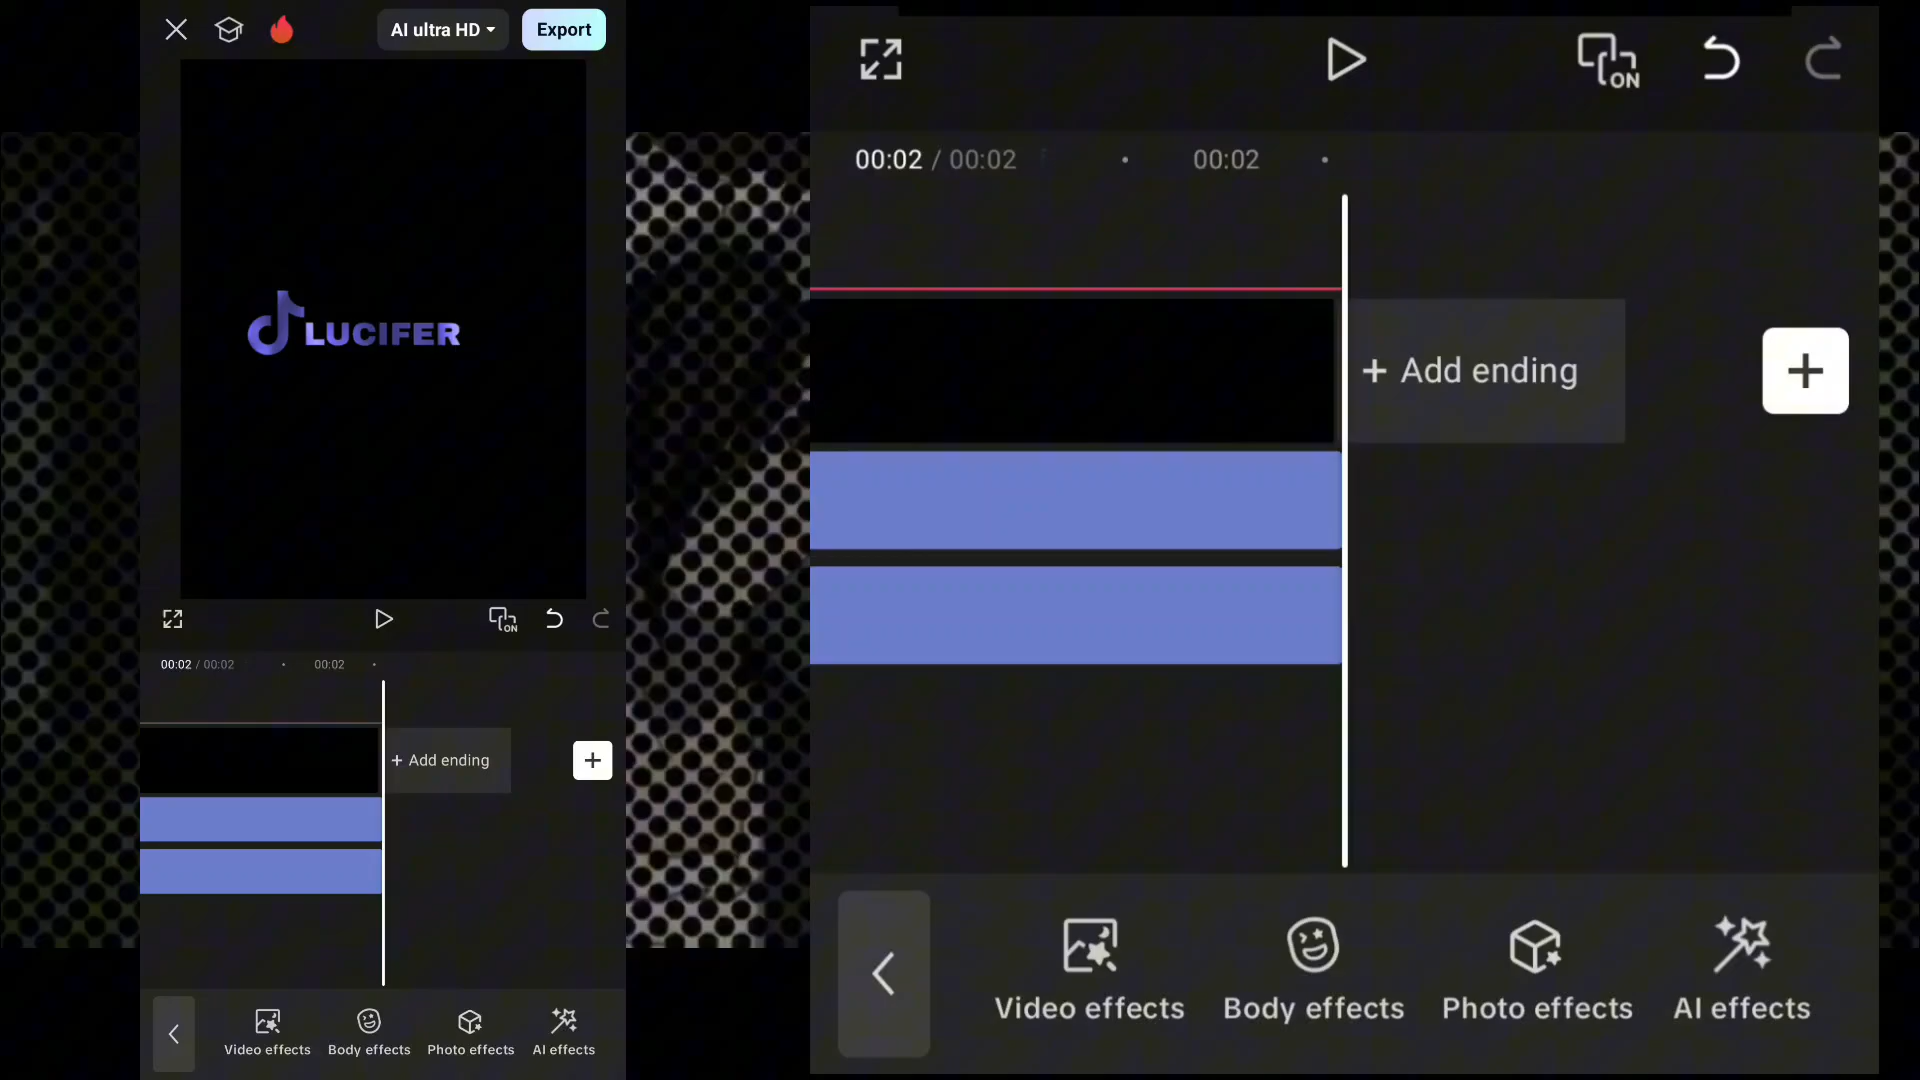 AI ultra HD
Export
LUCIFER
ON
00:02 / 00:02
00:02
+ Add ending
+
Video effects
Body effects
Photo effects
AI effects
ON
00:02 / 00:02
00:02
+ Add ending
+
Video effects
Body effects
Photo effects
AI effects